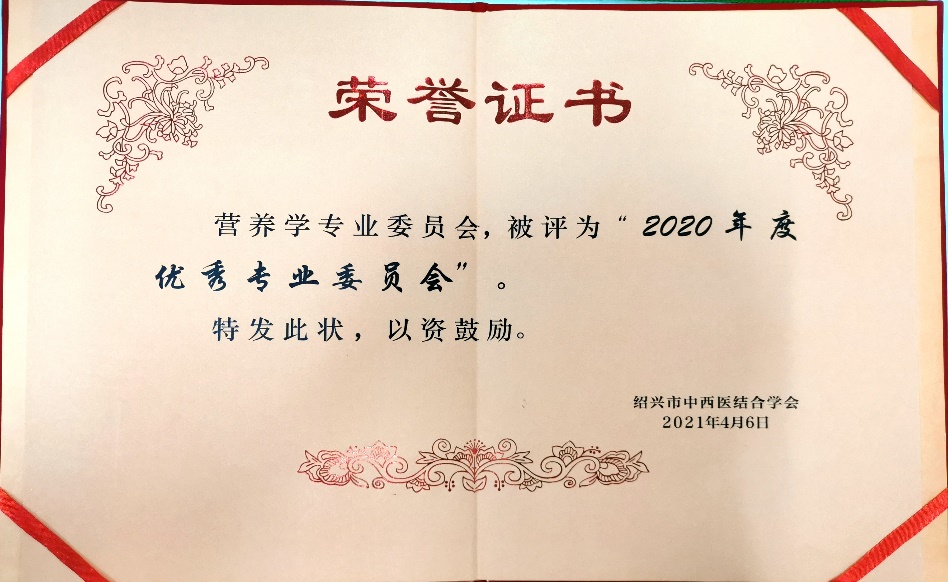 荣誉证书
营养学专业委员会，被评为“2020年度
优秀专业委员会”。
特发此状，以资鼓励。
绍兴市中西医结合学会
2021年4月6日